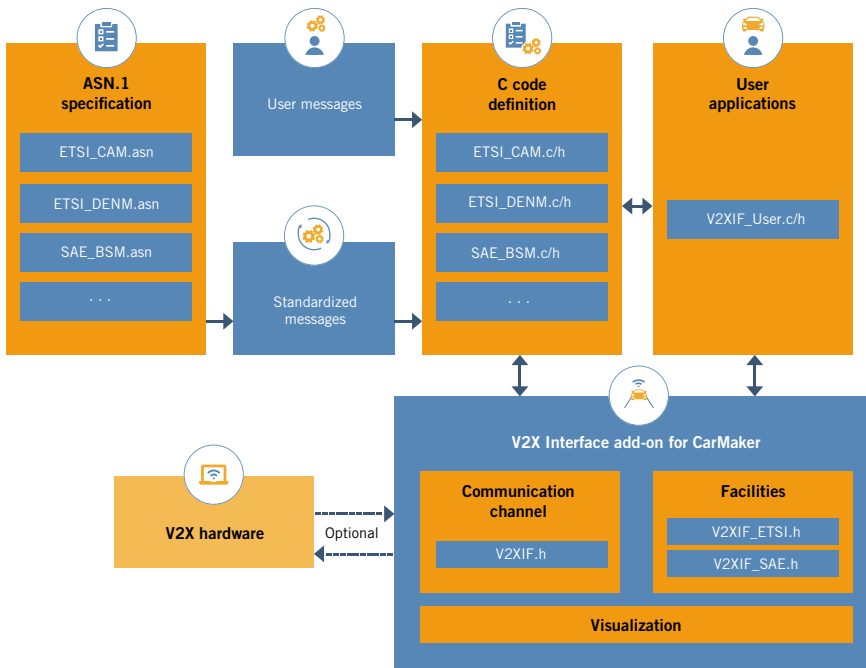 ASN.1
specification
ETSI_CAM.asn
ETSI_DENM.asn
SAE_BSM.asn
. . .
User messages
Standardized
messages
C code
definition
ETSI_CAM.c/h
ETSI_DENM.c/h
SAE_BSM.c/h
. . .
User
applications
V2XIF_User.c/h
V2X Interface add-on for CarMaker
Communication
channel
V2XIF.h
Facilities
V2XIF_ETSI.h
V2XIF_SAE.h
Visualization
V2X hardware
Optional